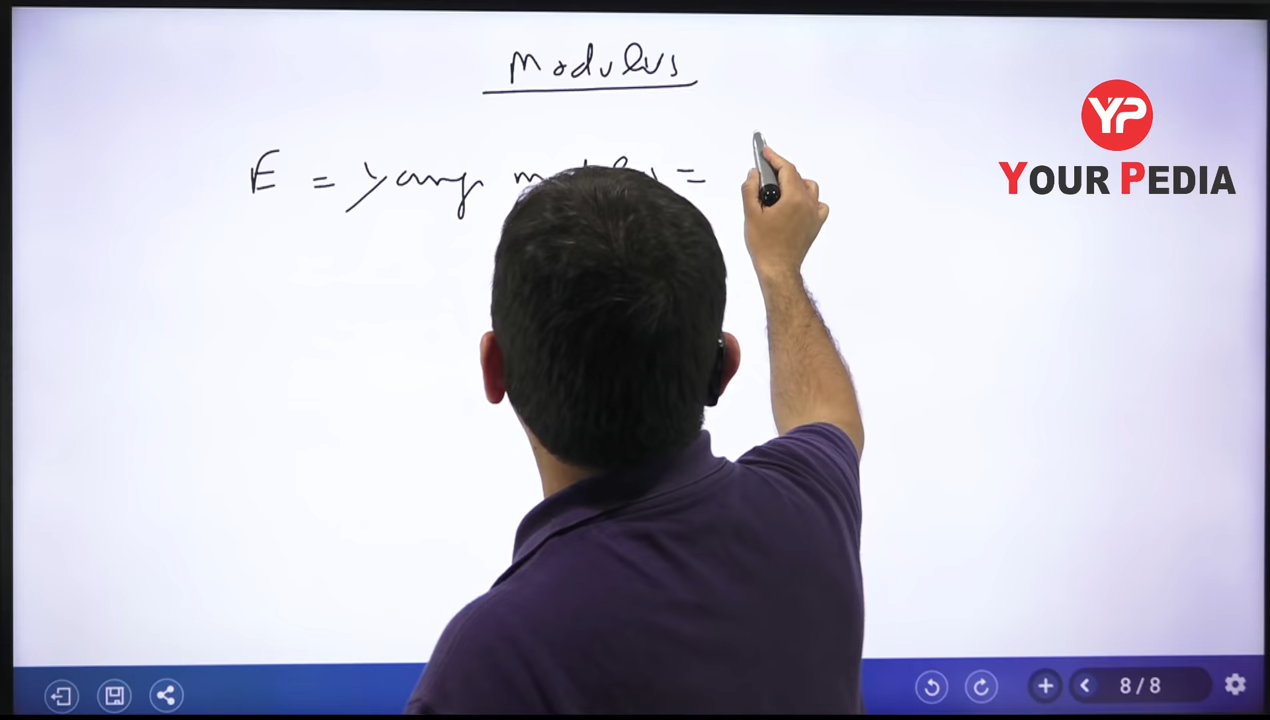 Modulus
YP
YOUR PEDIA
E = yang =
8/8